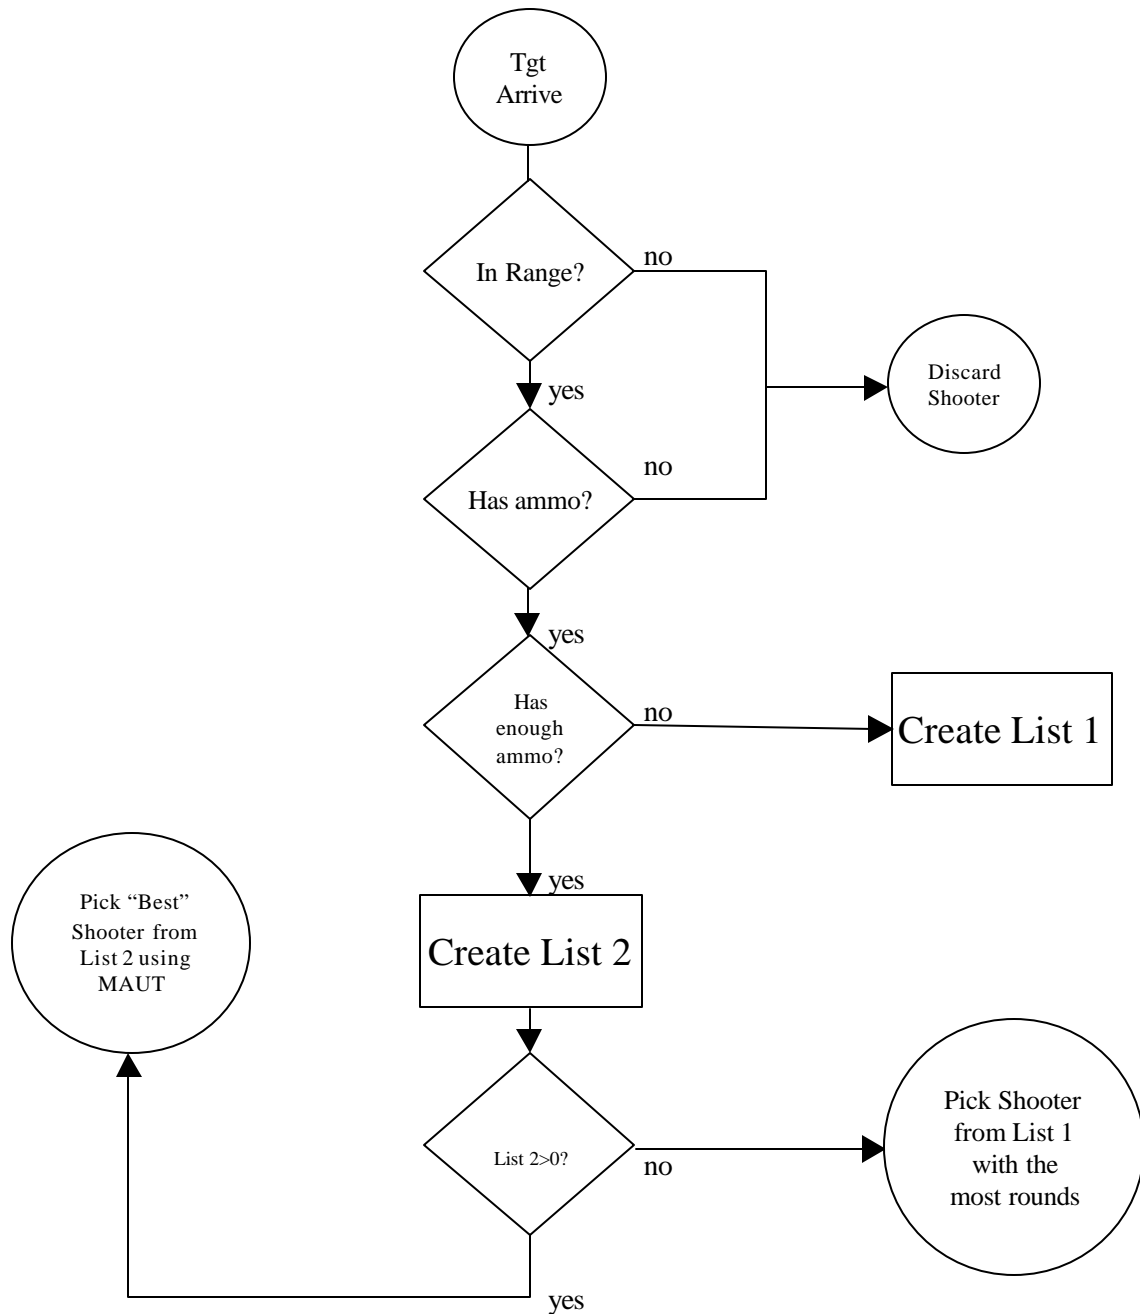 Tgt
Arrive
In Range?
no
yes
Discard
Shooter
Has ammo?
no
yes
Has
enough
ammo?
no
Create List 1
yes
Create List 2
Pick “Best”
Shooter from
List 2 using
MAUT
List 2>0?
no
Pick Shooter
from List 1
with the
most rounds
yes